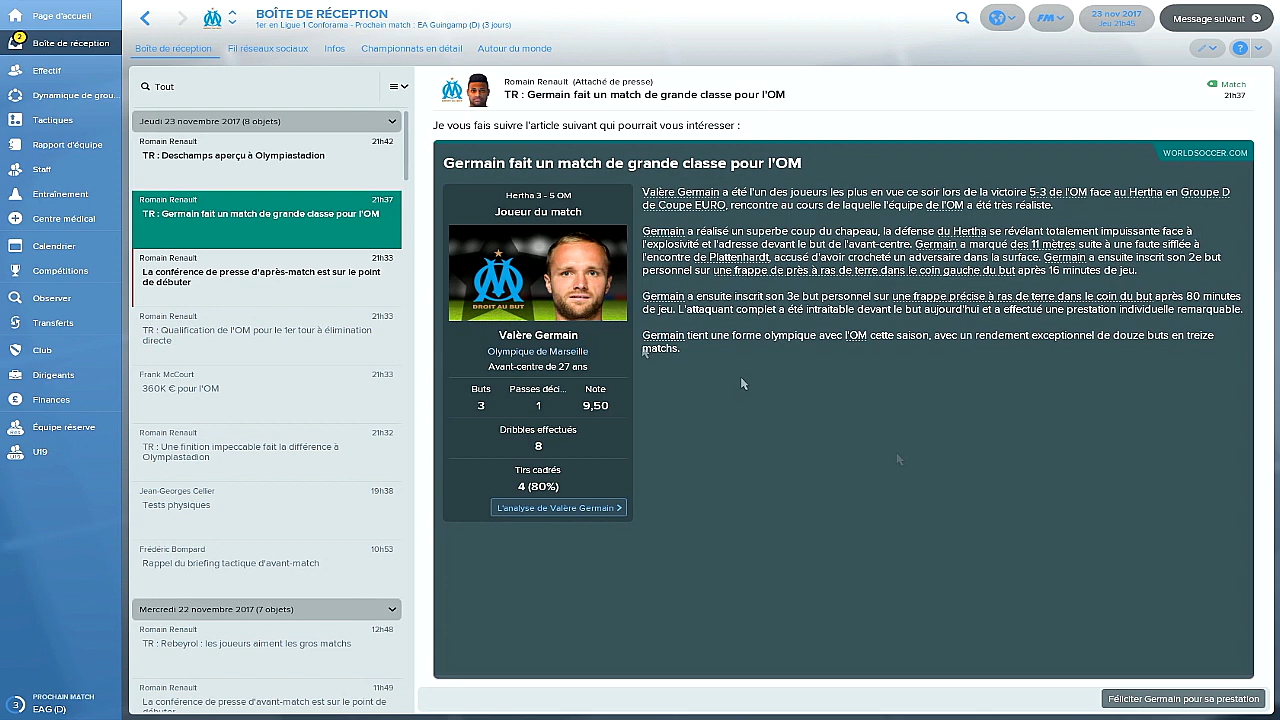 Page d'accueil
2
Boîte de réception
Effectif
Dynamique de grou...
Tactiques
Rapport d'équipe
Staff
Entraînement
Centre médical
Calendrier
Compétitions
Observer
Transferts
Club
Dirigeants
Finances
Équipe réserve
U19
3
PROCHAIN MATCH
EAG (D)
BOÎTE DE RÉCEPTION
1er en Ligue 1 Conforama - Prochain match : EA Guingamp (D) (3 jours)
FM
23 nov 2017
Jeu 21h45
Message suivant
Boîte de réception
Fil réseaux sociaux
Infos
Championnats en détail
Autour du monde
?
Tout
Jeudi 23 novembre 2017 (8 objets)
Romain Renault 21h42
TR : Deschamps aperçu à Olympiastadion
Romain Renault 21h37
TR : Germain fait un match de grande classe pour l'OM
Romain Renault 21h33
La conférence de presse d'après-match est sur le point
de débuter
Romain Renault 21h33
TR : Qualification de l'OM pour le 1er tour à élimination
directe
Frank McCourt 21h33
360K € pour l'OM
Romain Renault 21h32
TR : Une finition impeccable fait la différence à
Olympiastadion
Jean-Georges Cellier 19h38
Tests physiques
Frédéric Bompard 10h53
Rappel du briefing tactique d'avant-match
Mercredi 22 novembre 2017 (7 objets)
Romain Renault 12h48
TR : Rebeyrol : les joueurs aiment les gros matchs
Romain Renault 11h49
La conférence de presse d'avant-match est sur le point de
débuter
Romain Renault (Attaché de presse)
TR : Germain fait un match de grande classe pour l'OM
Match
21h37
Je vous fais suivre l'article suivant qui pourrait vous intéresser :
WORLDSOCCER.COM
Germain fait un match de grande classe pour l'OM
Hertha 3 - 5 OM
Joueur du match
DROIT AU BUT
Valère Germain
Olympique de Marseille
Avant-centre de 27 ans
Buts Passes déci... Note
3 1 9,50
Dribbles effectués
8
Tirs cadrés
4 (80%)
L'analyse de Valère Germain
Valère Germain a été l'un des joueurs les plus en vue ce soir lors de la victoire 5-3 de l'OM face au Hertha en Groupe D
de Coupe EURO, rencontre au cours de laquelle l'équipe de l'OM a été très réaliste.
Germain a réalisé un superbe coup du chapeau, la défense du Hertha se révélant totalement impuissante face à
l'explosivité et l'adresse devant le but de l'avant-centre. Germain a marqué des 11 mètres suite à une faute sifflée à
l'encontre de Plattenhardt, accusé d'avoir crocheté un adversaire dans la surface. Germain a ensuite inscrit son 2e but
personnel sur une frappe de près à ras de terre dans le coin gauche du but après 16 minutes de jeu.
Germain a ensuite inscrit son 3e but personnel sur une frappe précise à ras de terre dans le coin du but après 90 minutes
de jeu. L'attaquant complet a été intraitable devant le but aujourd'hui et a effectué une prestation individuelle remarquable.
Germain tient une forme olympique avec l'OM cette saison, avec un rendement exceptionnel de douze buts en treize
matchs.
Féliciter Germain pour sa prestation